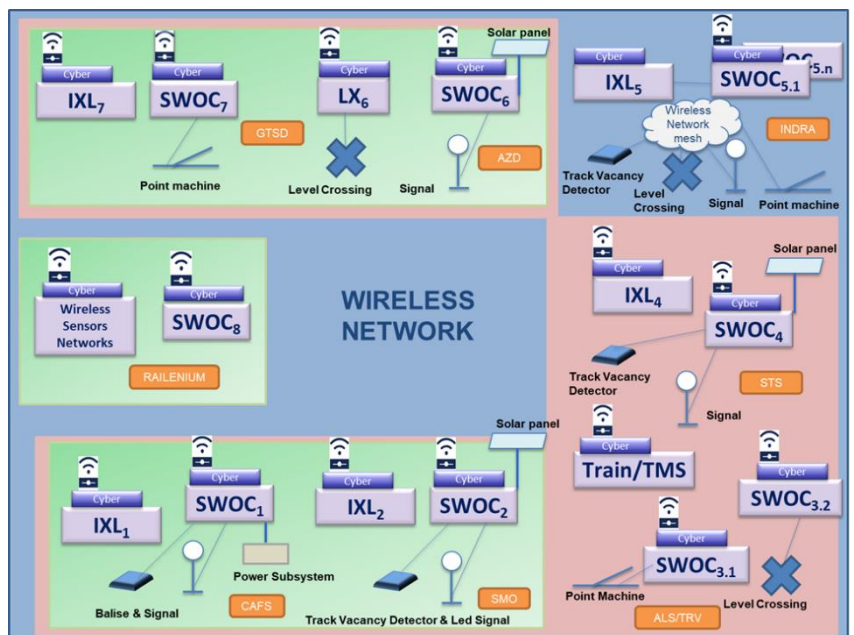 Solar panel
Cyber
IXL7
Cyber
SWOC7
Cyber
LX6
Cyber
SWOC6
GTSD
AZD
Point machine
Level Crossing
Signal
Cyber
IXL5
Cyber
SWOC5.1
5.n
Wireless
Network
mesh
INDRA
Track Vacancy
Detector
Level
Crossing
Signal
Point machine
Cyber
Wireless
Sensors
Networks
Cyber
SWOC8
RAILENIUM
WIRELESS
NETWORK
Solar panel
Cyber
IXL4
Cyber
SWOC4
Track Vacancy
Detector
Signal
STS
Cyber
Train/TMS
Cyber
SWOC3.2
Cyber
SWOC3.1
Point Machine
Level Crossing
ALS/TRV
Solar panel
Cyber
IXL1
Cyber
SWOC1
Cyber
IXL2
Cyber
SWOC2
Power Subsystem
Balise & Signal
CAFS
Track Vacancy Detector & Led Signal
SMO